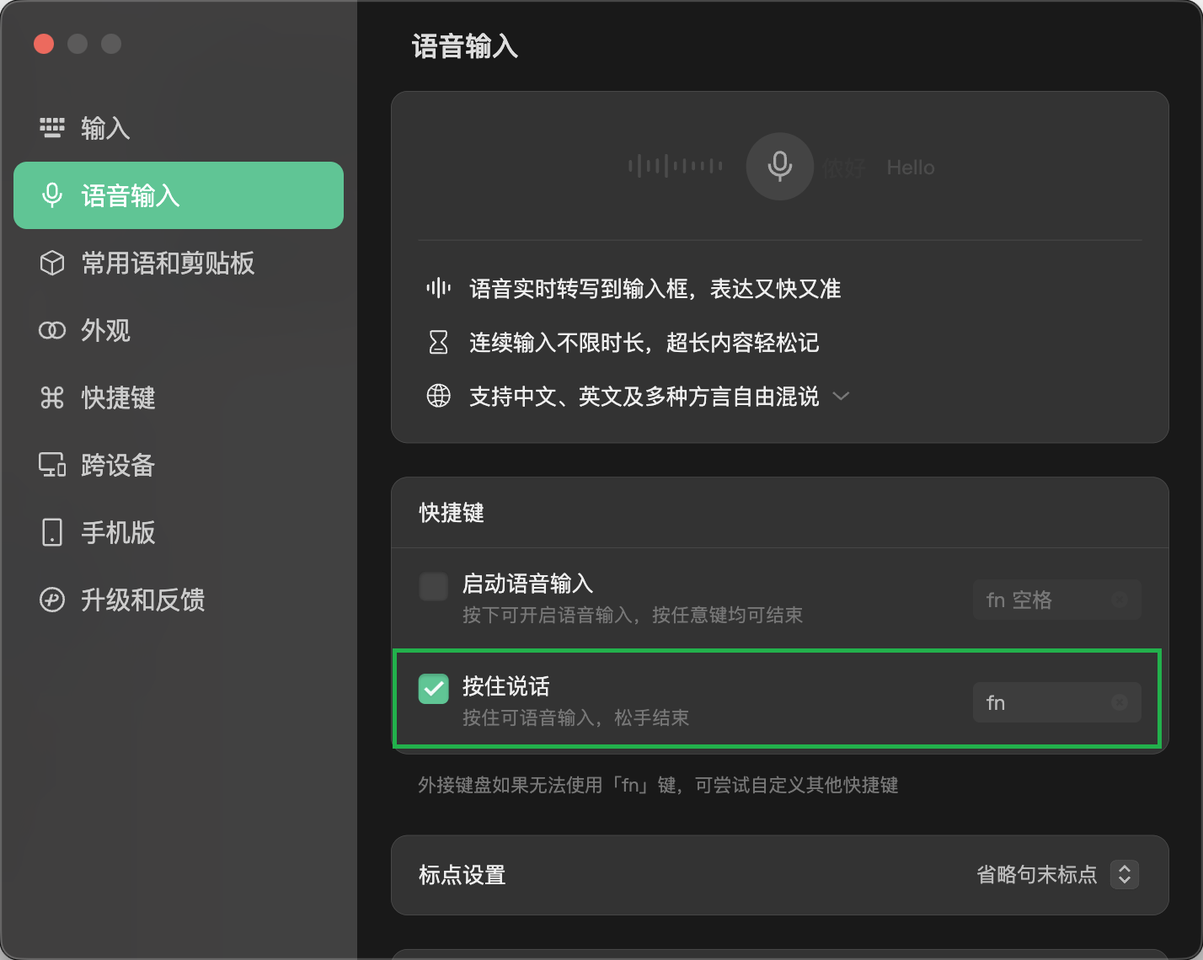 语音输入
输入
语音输入
常用语和剪贴板
外观
快捷键
跨设备
手机版
升级和反馈
侬好 Hello
语音实时转写到输入框，表达又快又准
连续输入不限时长，超长内容轻松记
支持中文、英文及多种方言自由混说
快捷键
启动语音输入
按下可开启语音输入，按任意键均可结束
fn 空格
按住说话
按住可语音输入，松手结束
fn
外接键盘如果无法使用「fn」键，可尝试自定义其他快捷键
标点设置
省略句末标点